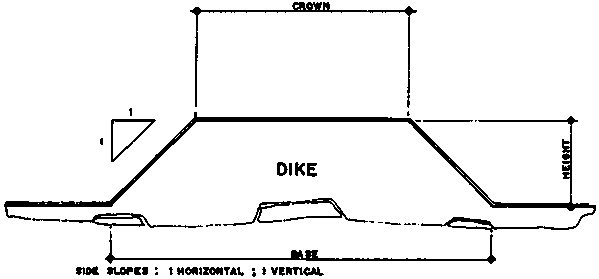 CROWN
1
1
HEIGHT
DIKE
BASE
SIDE SLOPES : 1 HORIZONTAL ; 1 VERTICAL